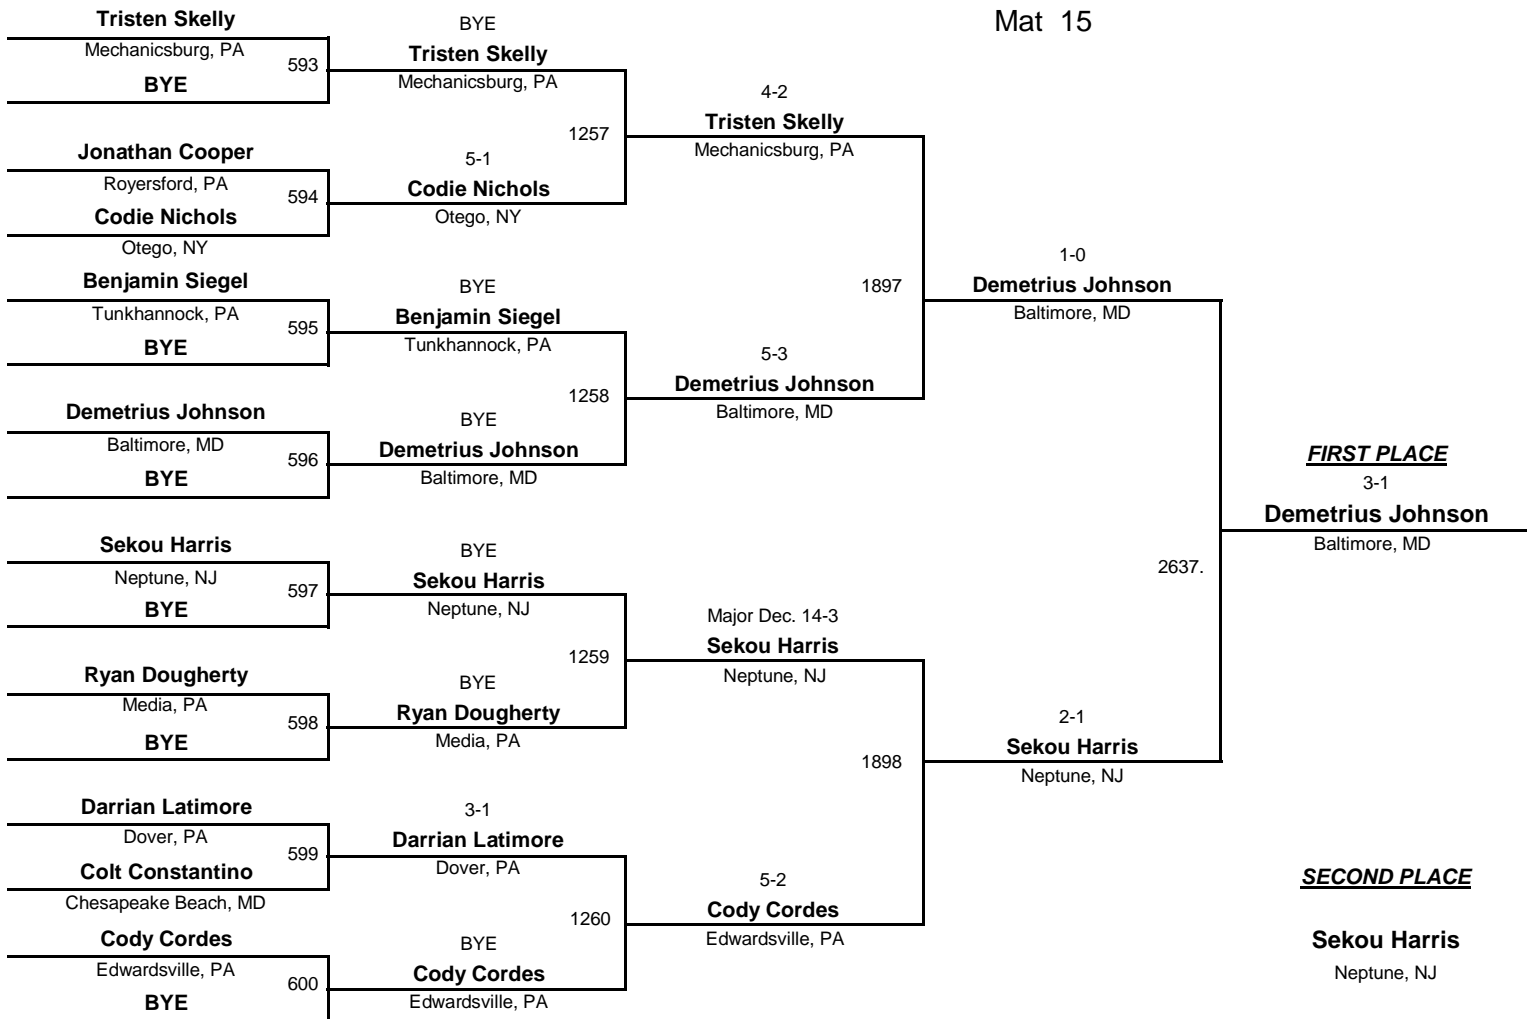 Mat 15
Tristen Skelly
Mechanicsburg, PA
593
BYE
Jonathan Cooper
Royersford, PA
594
Codie Nichols
Otego, NY
Benjamin Siegel
Tunkhannock, PA
595
BYE
Demetrius Johnson
Baltimore, MD
596
BYE
Sekou Harris
Neptune, NJ
597
BYE
Ryan Dougherty
Media, PA
598
BYE
Darrian Latimore
Dover, PA
599
Colt Constantino
Chesapeake Beach, MD
Cody Cordes
Edwardsville, PA
600
BYE
BYE
Tristen Skelly
Mechanicsburg, PA
1257
5-1
Codie Nichols
Otego, NY
BYE
Benjamin Siegel
Tunkhannock, PA
1258
BYE
Demetrius Johnson
Baltimore, MD
BYE
Sekou Harris
Neptune, NJ
1259
BYE
Ryan Dougherty
Media, PA
3-1
Darrian Latimore
Dover, PA
1260
BYE
Cody Cordes
Edwardsville, PA
4-2
Tristen Skelly
Mechanicsburg, PA
1897
5-3
Demetrius Johnson
Baltimore, MD
Major Dec. 14-3
Sekou Harris
Neptune, NJ
1898
5-2
Cody Cordes
Edwardsville, PA
1-0
Demetrius Johnson
Baltimore, MD
2637.
2-1
Sekou Harris
Neptune, NJ
FIRST PLACE
3-1
Demetrius Johnson
Baltimore, MD
SECOND PLACE
Sekou Harris
Neptune, NJ